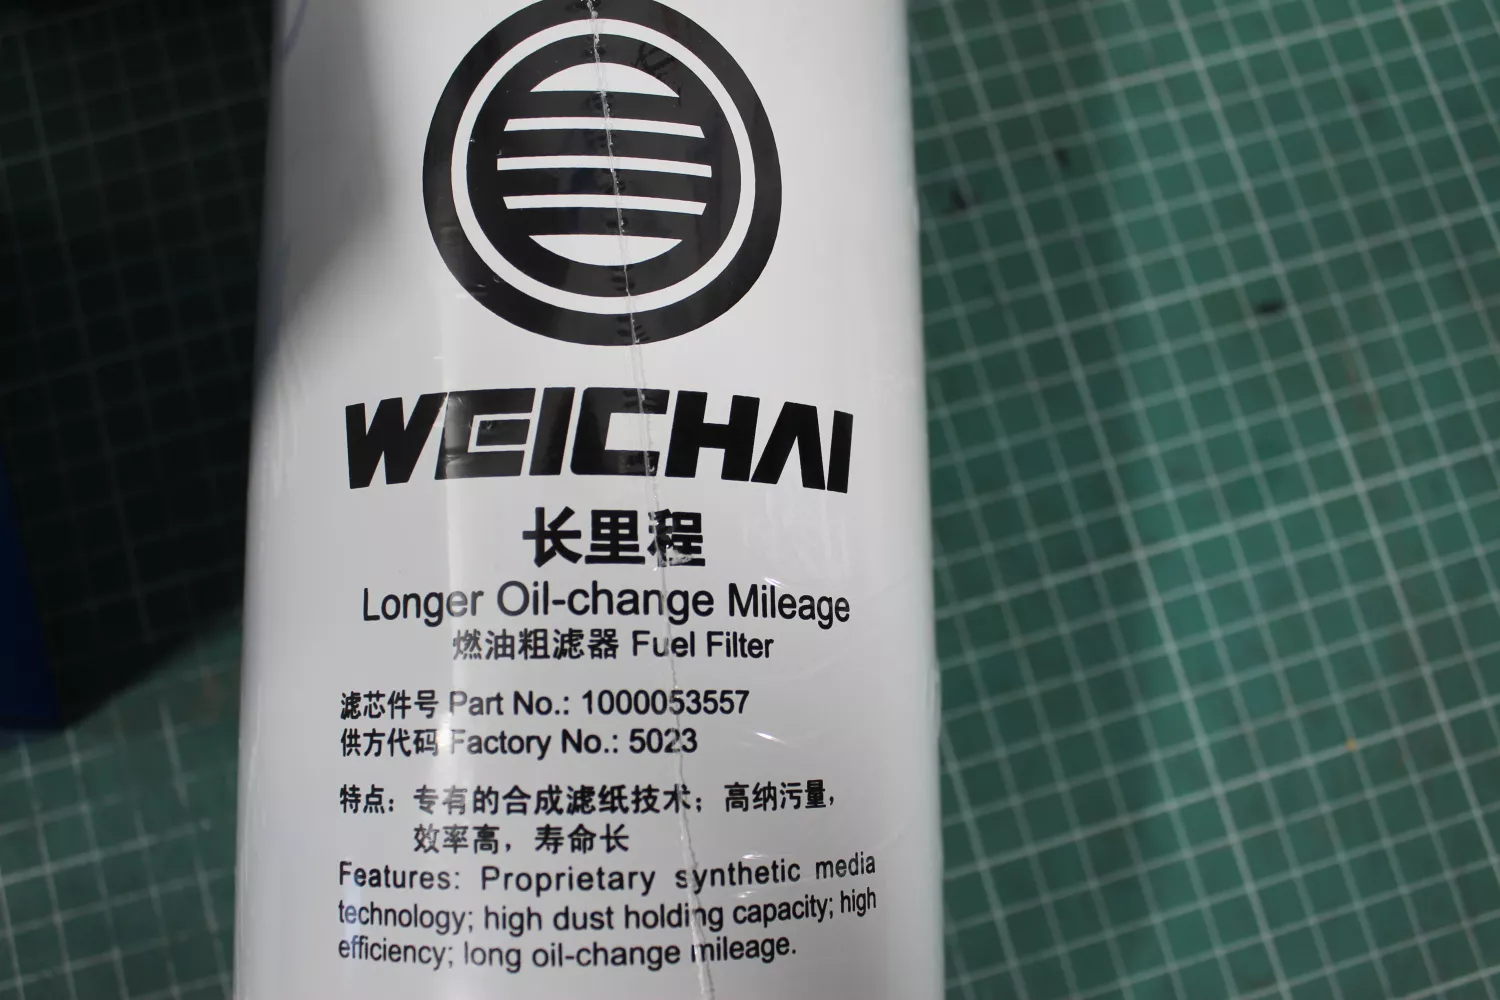 WEICHAI
长里程
Longer Oil-change Mileage
燃油粗滤器 Fuel Filter
滤芯件号 Part No.: 1000053557
供方代码 Factory No.: 5023
特点：专有的合成滤纸技术；高纳污量，
效率高，寿命长
Features: Proprietary synthetic media
technology; high dust holding capacity; high
efficiency; long oil-change mileage.